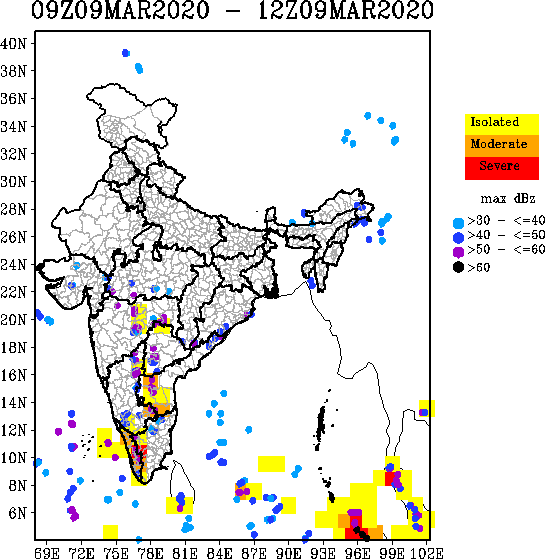 09Z09MAR2020 - 12Z09MAR2020
40N
38N
36N
34N
32N
30N
28N
26N
24N
22N
20N
18N
16N
14N
12N
10N
8N
6N
69E 72E 75E 78E 81E 84E 87E 90E 93E 96E 99E 102E
Isolated
Moderate
Severe
max dBz
>30 - <=40
>40 - <=50
>50 - <=60
>60